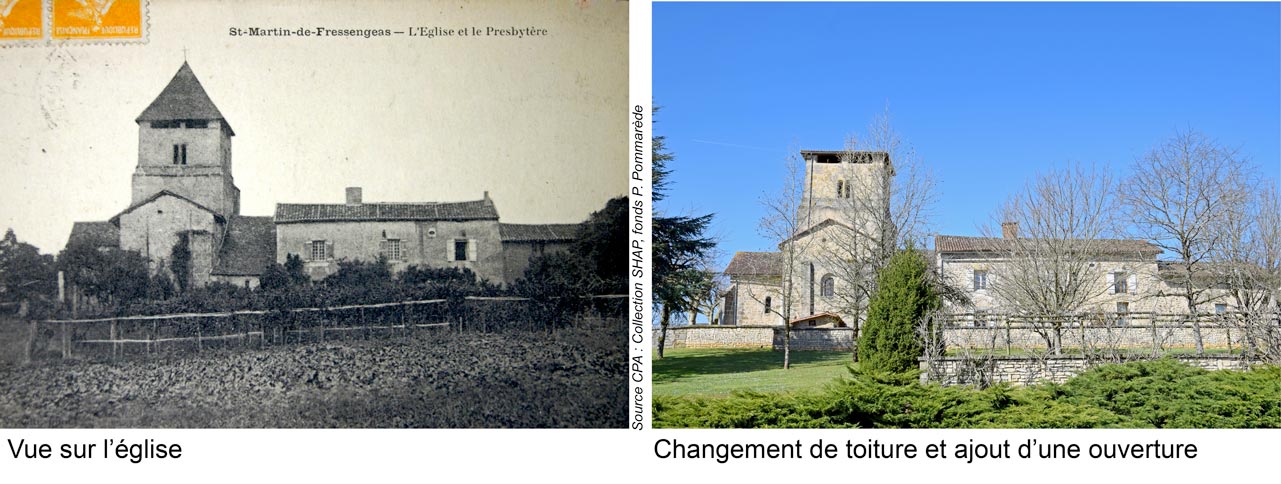 St-Martin-de-Fressengeas — L'Eglise et le Presbytère
Source CPA : Collection SHAP, fonds P. Pommarède
Vue sur l'église
Changement de toiture et ajout d'une ouverture